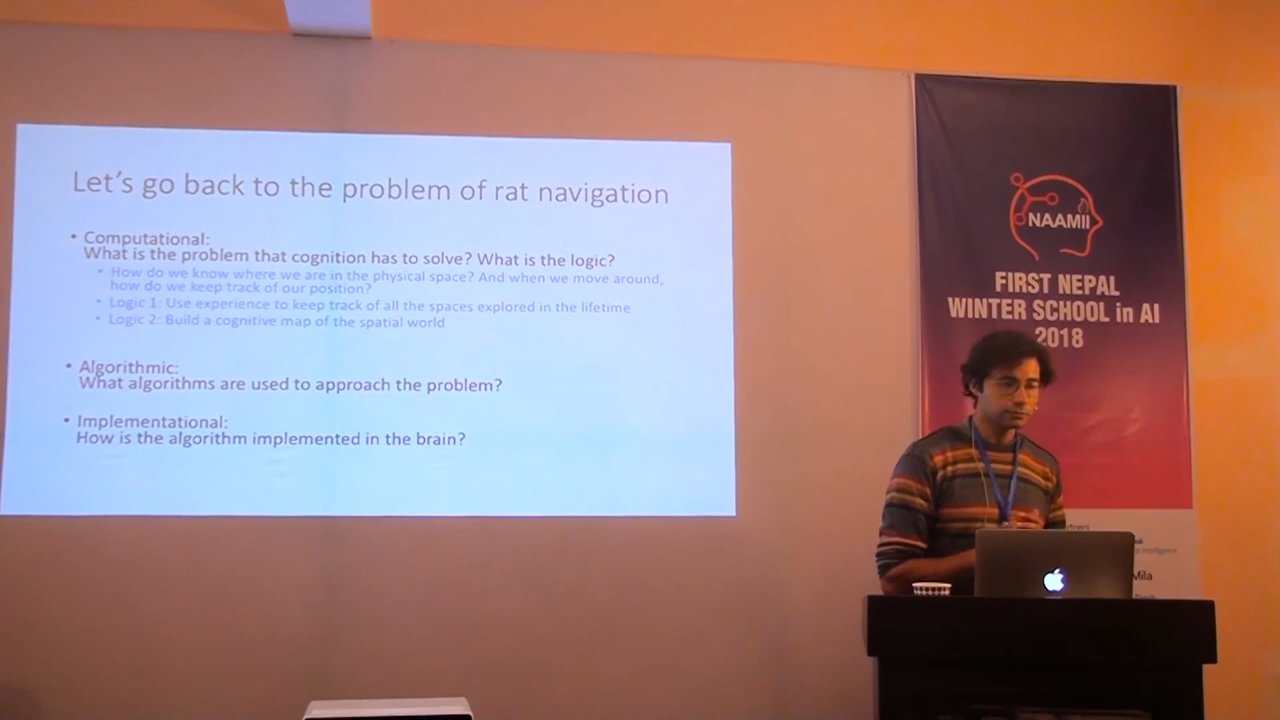 Let's go back to the problem of rat navigation
• Computational:
What is the problem that cognition has to solve? What is the logic?
• How do we know where we are in the physical space? And when we move around,
how do we keep track of our position?
• Logic 1: Use experience to keep track of all the spaces explored in the lifetime
• Logic 2: Build a cognitive map of the spatial world
• Algorithmic:
What algorithms are used to approach the problem?
• Implementational:
How is the algorithm implemented in the brain?
NAAMII
FIRST NEPAL
WINTER SCHOOL in AI
2018
Mila